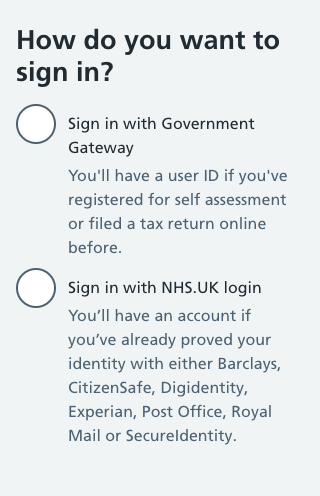 How do you want to
sign in?
Sign in with Government
Gateway
You'll have a user ID if you've
registered for self assessment
or filed a tax return online
before.
Sign in with NHS.UK login
You’ll have an account if
you’ve already proved your
identity with either Barclays,
CitizenSafe, Digidentity,
Experian, Post Office, Royal
Mail or SecureIdentity.